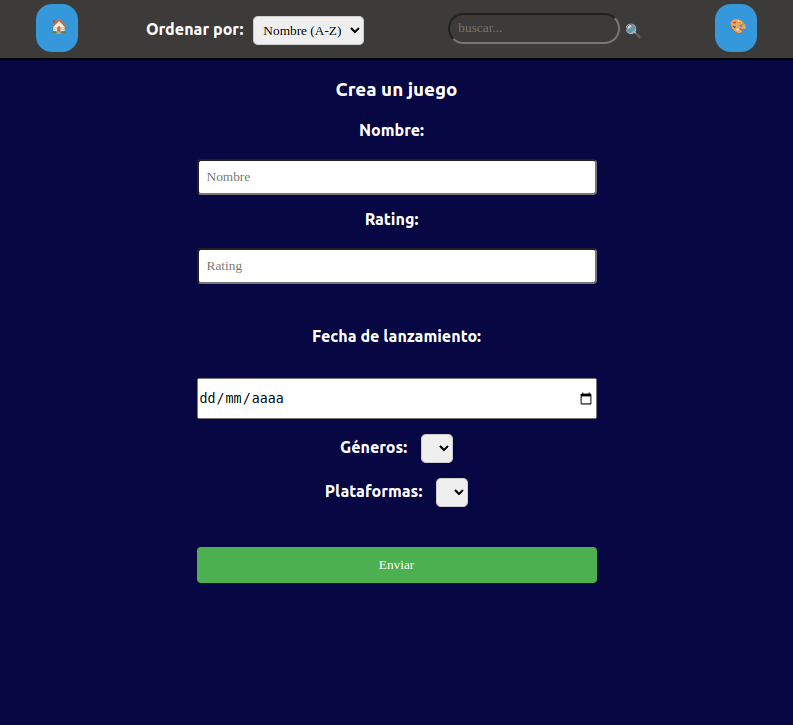 Ordenar por: Nombre (A-Z) buscar...
Crea un juego
Nombre:
Nombre
Rating:
Rating
Fecha de lanzamiento:
dd/mm/aaaa
Géneros:
Plataformas:
Enviar